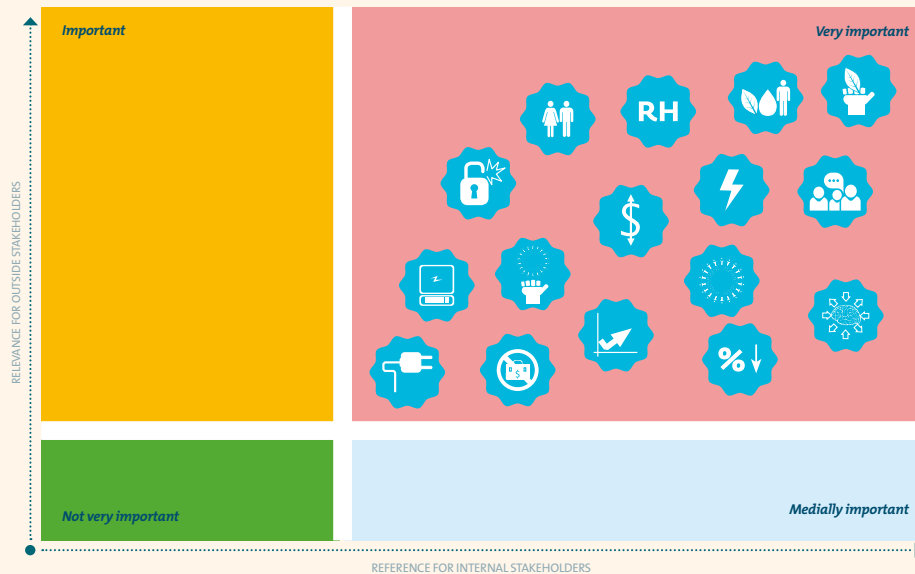 Important
Very important
RH
$
$
%
Not very important
Medially important
RELEVANCE FOR OUTSIDE STAKEHOLDERS
REFERENCE FOR INTERNAL STAKEHOLDERS